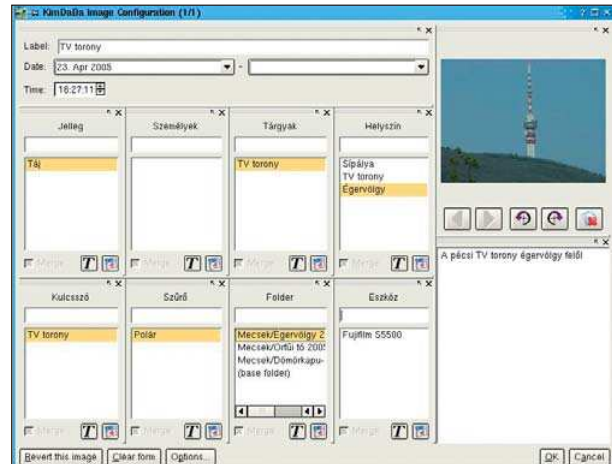 KimDaBa Image Configuration (1/1)
Label: TV torony
Date: 23. Apr 2005 -
Time: 16:27:11
Jelleg Személyek Tárgyak Helyszín
Táj
TV torony
Sípálya
TV torony
Égervölgy
Merge T Merge T Merge T Merge T
A pécsi TV torony égervölgy felől
Kulcsszó Szűrő Folder Eszköz
TV torony
Polár
Mecsek/Égervölgy 2
Mecsek/Orfűi tó 200
Mecsek/Dömörkapu-
(base folder)
Fujifilm S5500
Merge T Merge T Merge T Merge T
Revert this image Clear form Options... OK Cancel